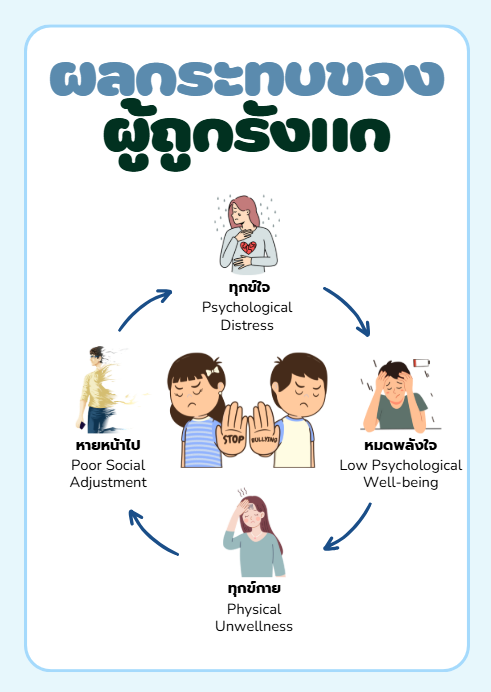 ผลกระทบของ
ผู้ถูกรังแก
ทุกข์ใจ
Psychological
Distress
หมดพลังใจ
Low Psychological
Well-being
ทุกข์กาย
Physical
Unwellness
หายหน้าไป
Poor Social
Adjustment
STOP
BULLYING